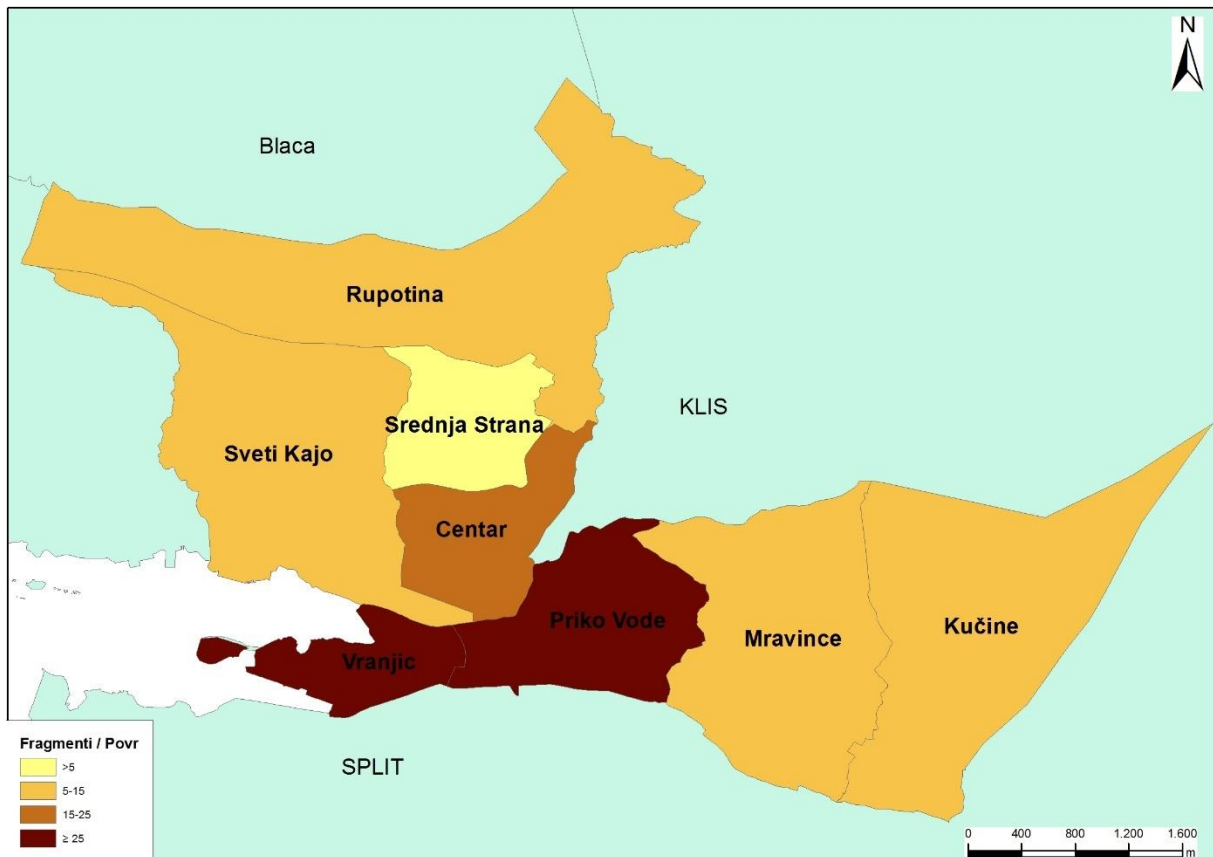 N
Blaca
Rupotina
KLIS
Srednja Strana
Sveti Kajo
Centar
Priko Vode
Kučine
Mravince
Vranjic
SPLIT
Fragmenti / Povr
>5
5-15
15-25
≥ 25
0 400 800 1.200 1.600
m